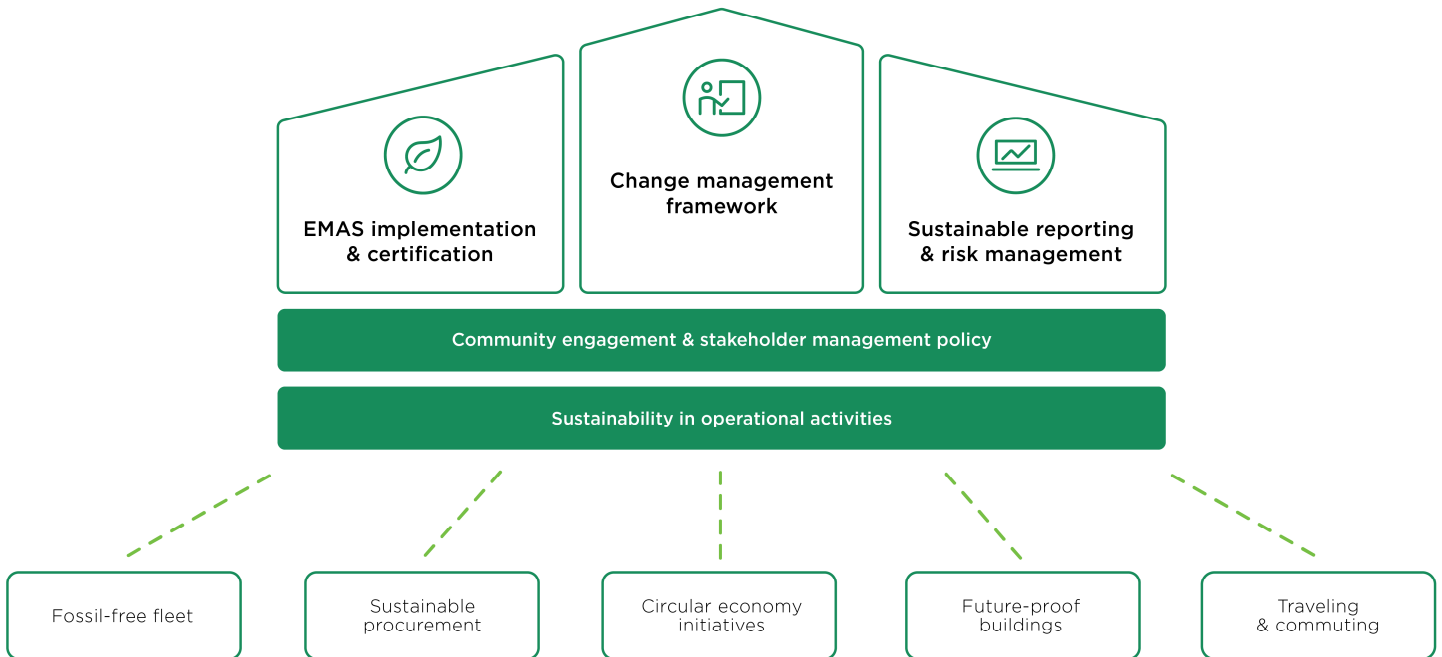 Change management
framework
EMAS implementation
& certification
Sustainable reporting
& risk management
Community engagement & stakeholder management policy
Sustainability in operational activities
Fossil-free fleet
Sustainable
procurement
Circular economy
initiatives
Future-proof
buildings
Traveling
& commuting